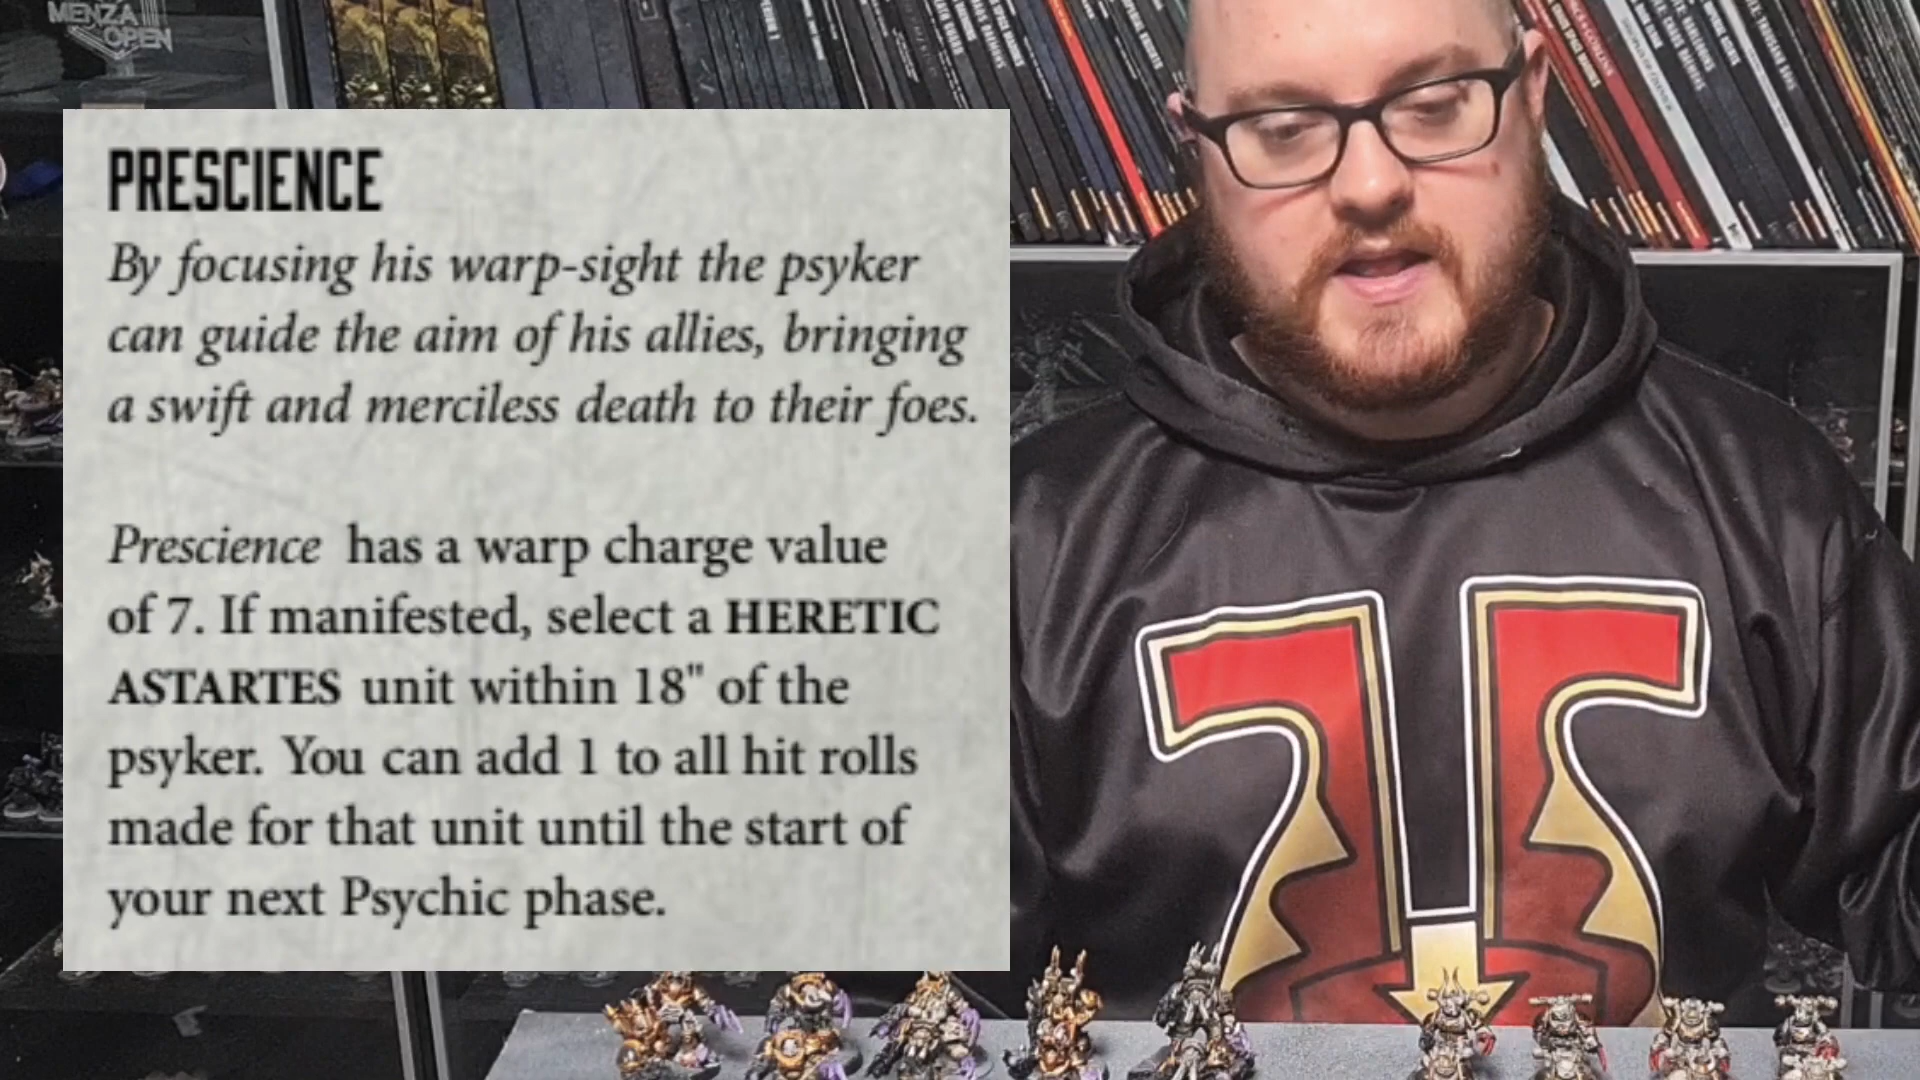 MENZA
OPEN
PRESCIENCE
By focusing his warp-sight the psyker
can guide the aim of his allies, bringing
a swift and merciless death to their foes.
Prescience has a warp charge value
of 7. If manifested, select a HERETIC
ASTARTES unit within 18" of the
psyker. You can add 1 to all hit rolls
made for that unit until the start of
your next Psychic phase.